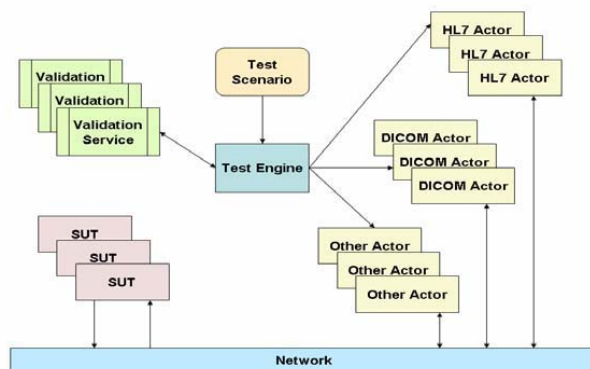 HL7 Actor
HL7 Actor
HL7 Actor
Test
Scenario
Validation
Validation
Validation
Service
Test Engine
DICOM Actor
DICOM Actor
DICOM Actor
SUT
SUT
SUT
Other Actor
Other Actor
Other Actor
Network